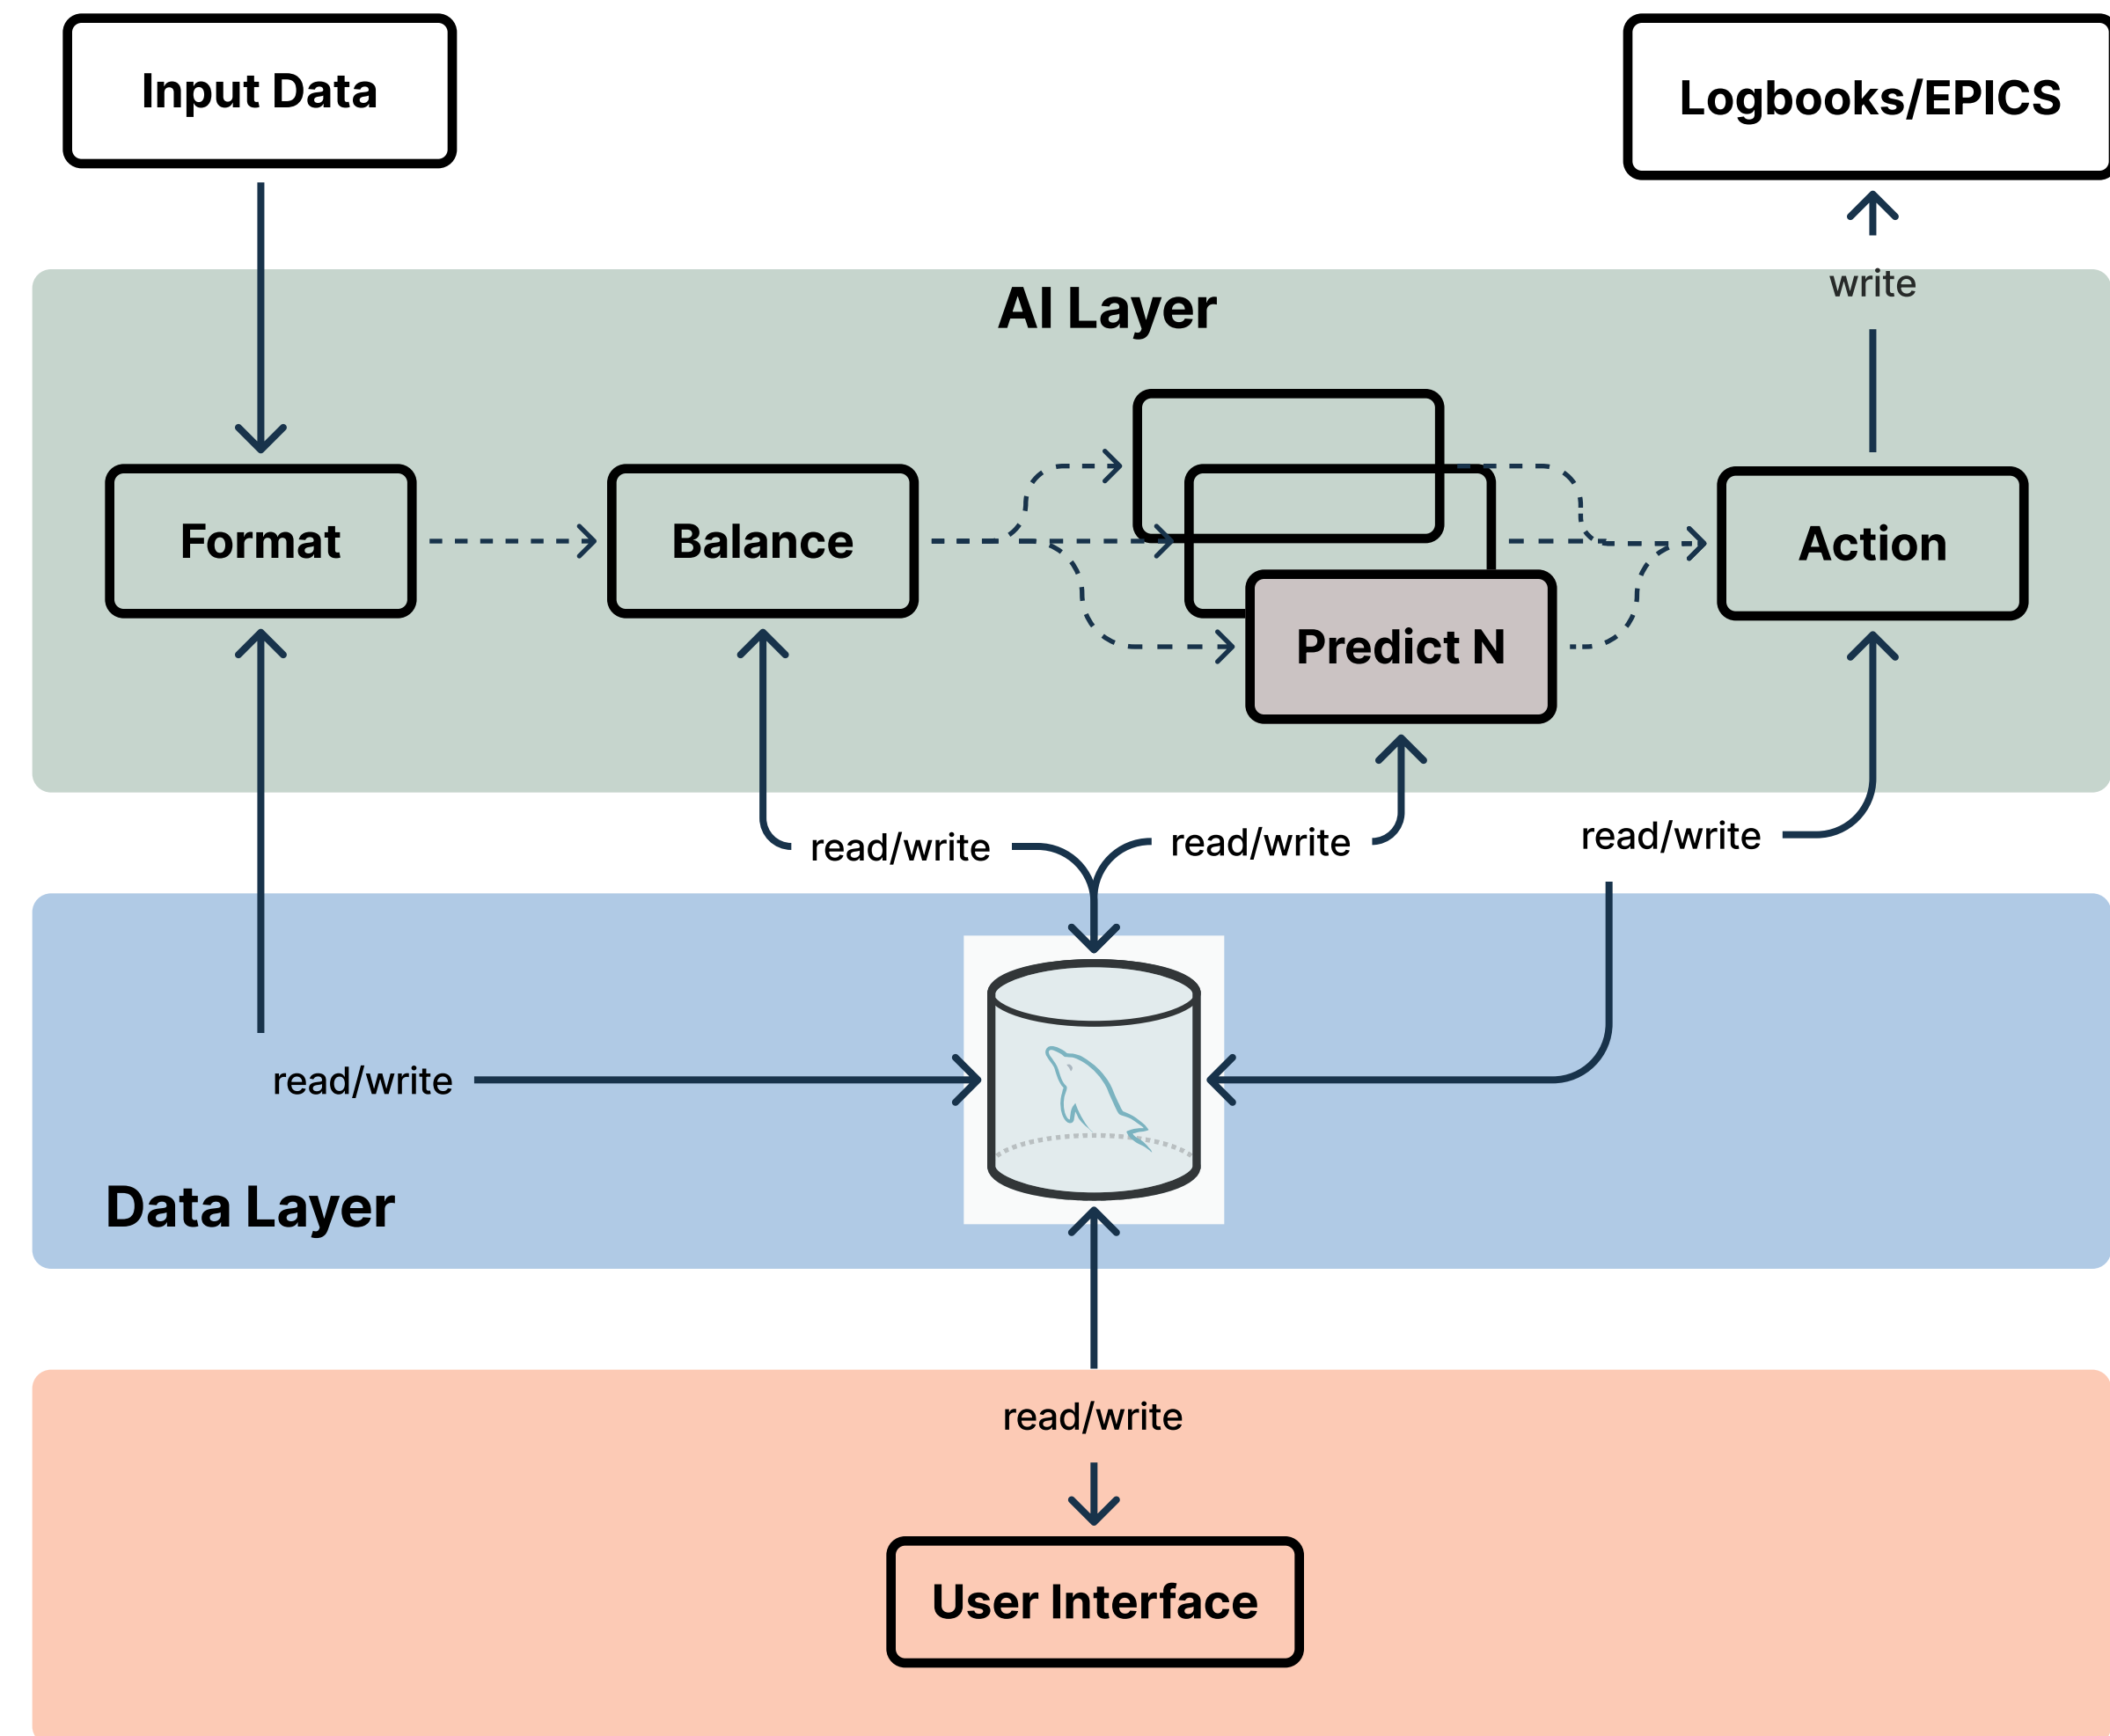 Input Data
Logbooks/EPICS
write
AI Layer
Format
Balance
Predict N
Action
read/write
read/write
read/write
read/write
Data Layer
read/write
User Interface